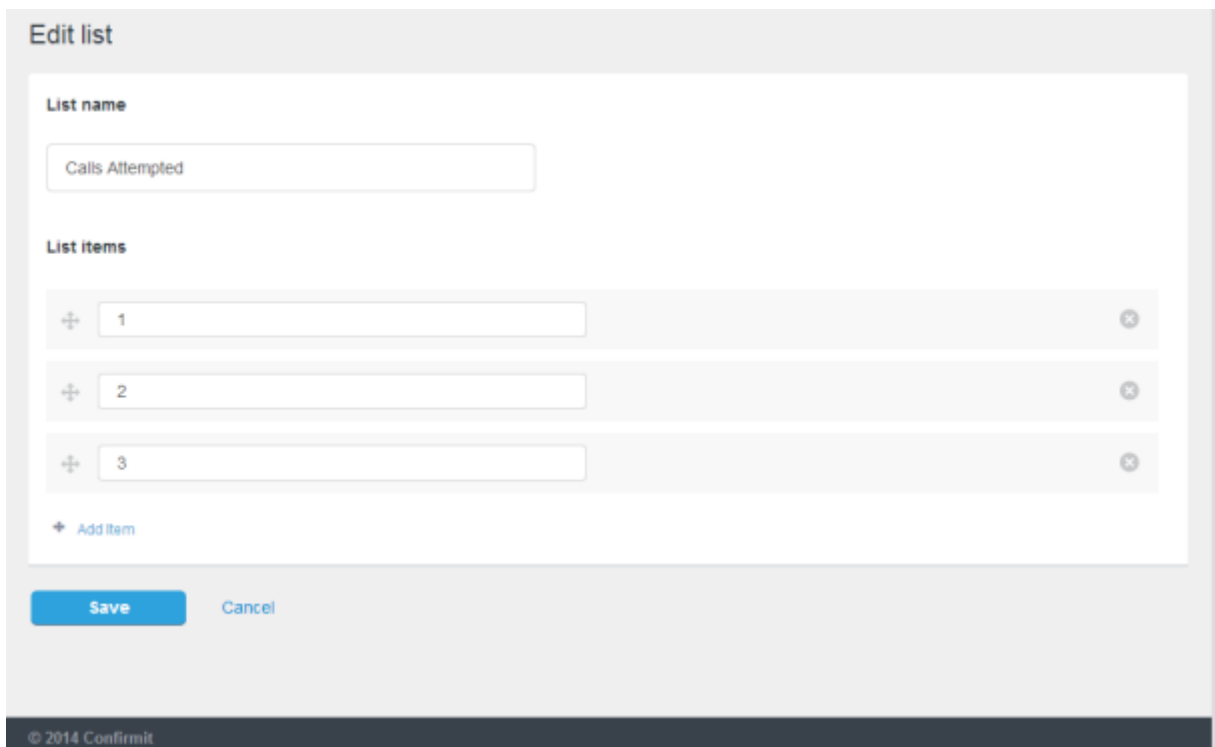 Edit list
List name
Calls Attempted
List items
1
2
3
Add Item
Save Cancel
© 2014 Confirmit